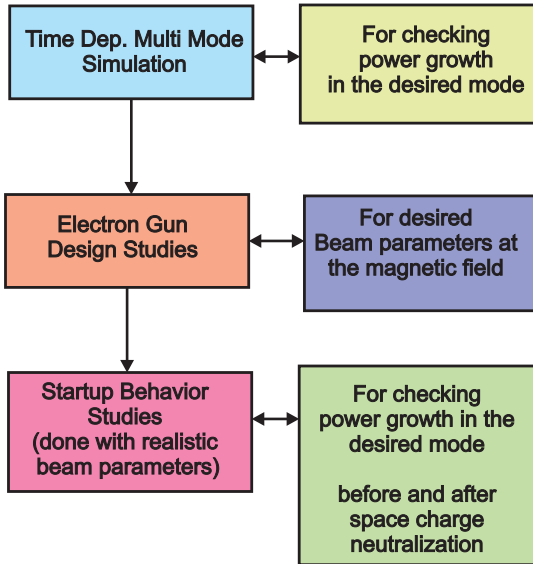 Time Dep. Multi Mode
Simulation
For checking
power growth
in the desired mode
Electron Gun
Design Studies
For desired
Beam parameters at
the magnetic field
Startup Behavior
Studies
(done with realistic
beam parameters)
For checking
power growth in the
desired mode
before and after
space charge
neutralization